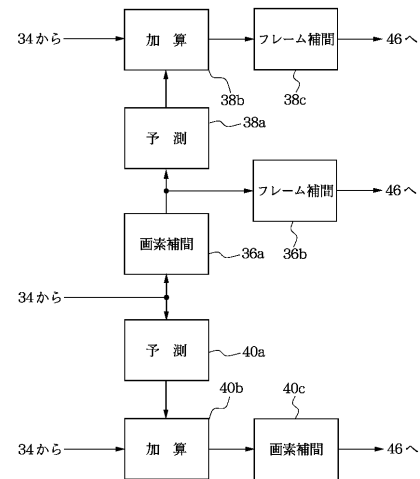 34から
加 算
フレーム補間
46へ
38b
38c
38a
予 測
フレーム補間
46へ
画素補間
36a
36b
34から
予 測
40a
40b
40c
34から
加 算
画素補間
46へ